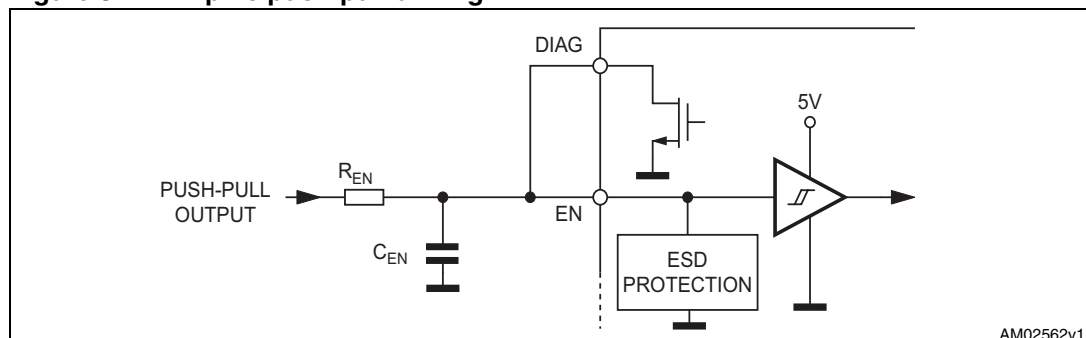 DIAG
5V
R_EN
PUSH-PULL
OUTPUT
EN
C_EN
ESD
PROTECTION
AM02562v1